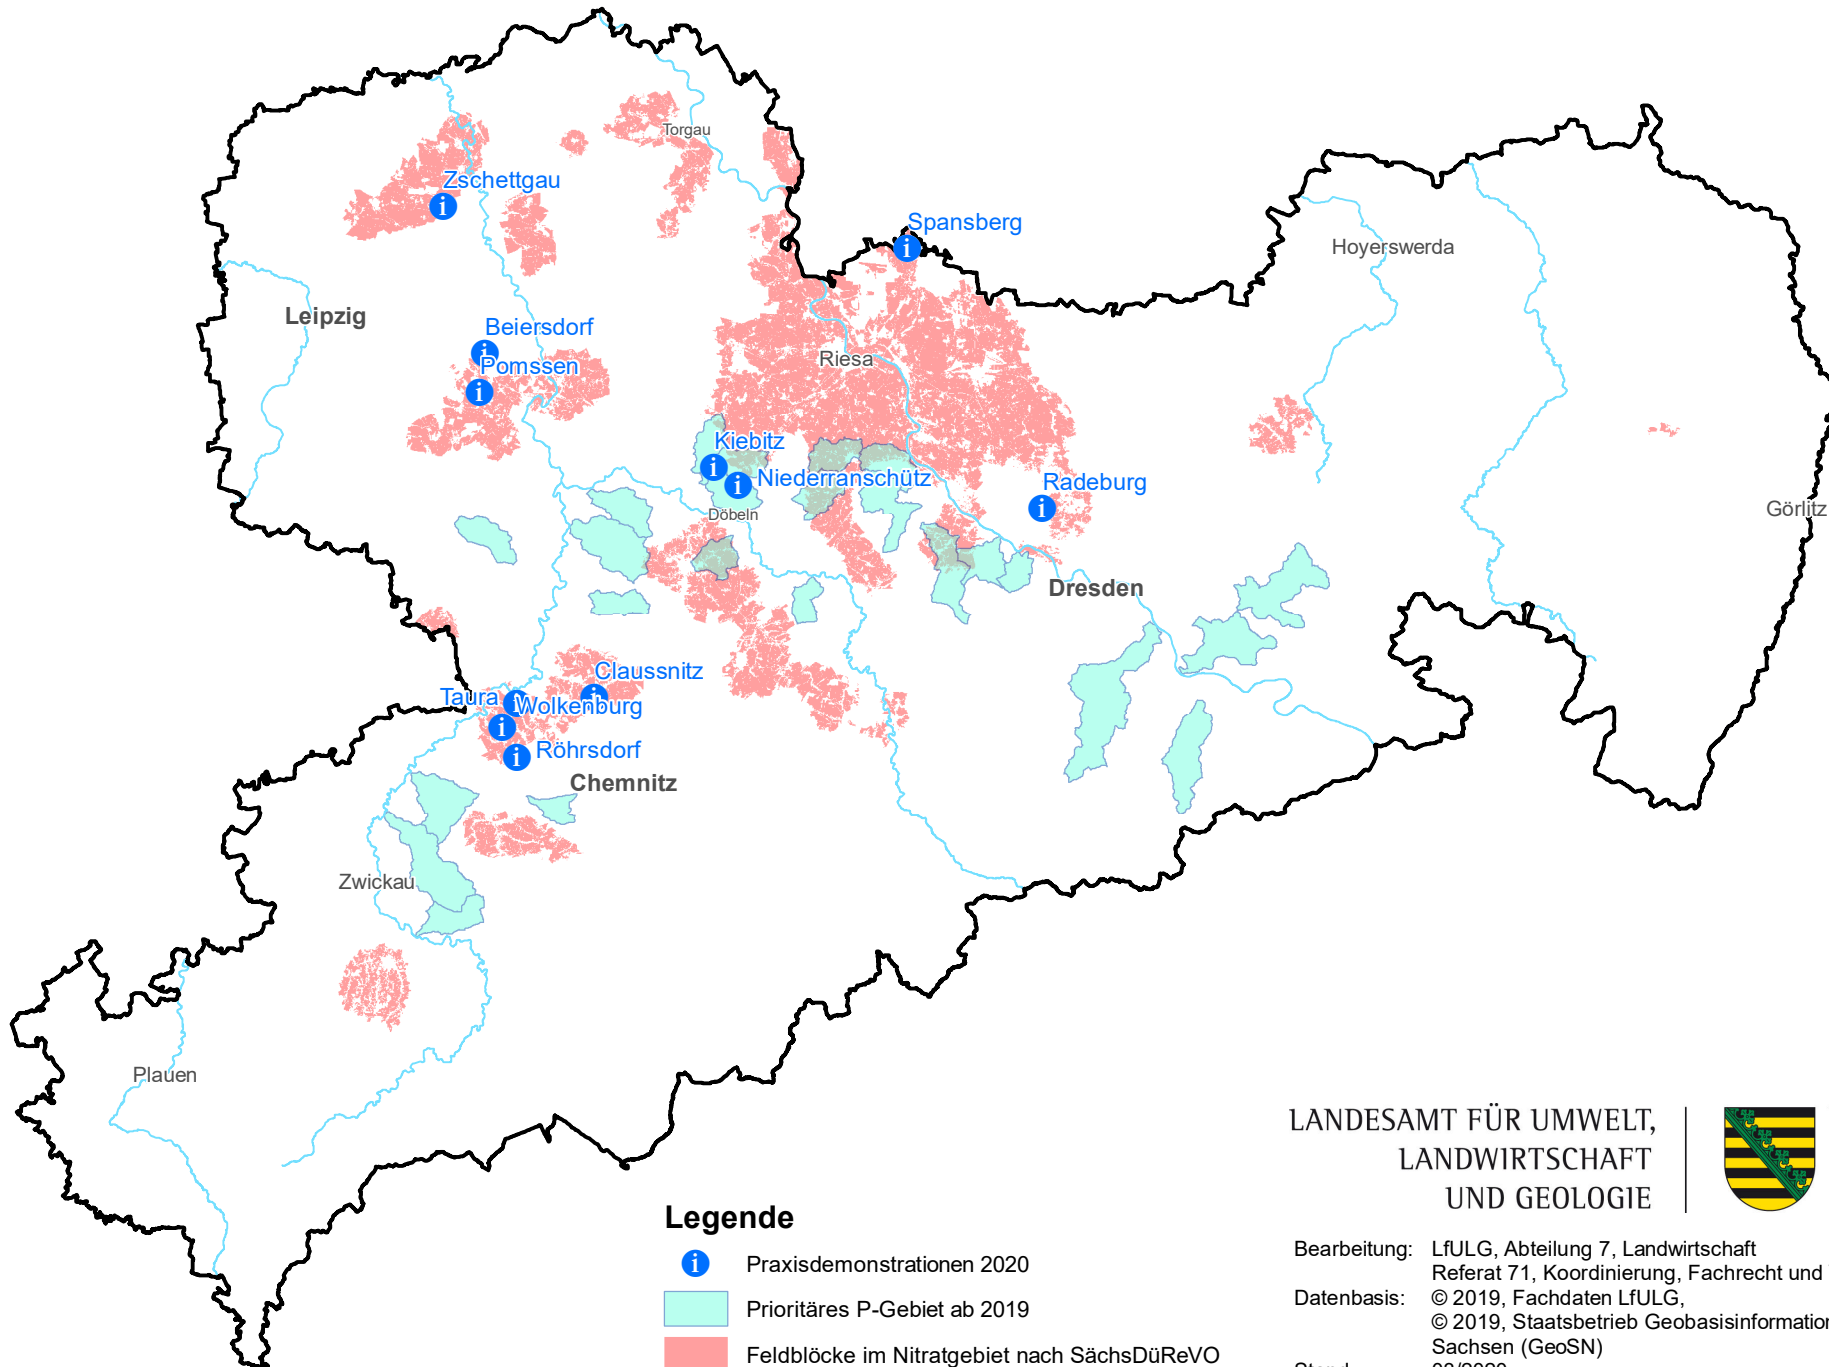 Torgau
Zschettgau
Spansberg
Hoyerswerda
Leipzig
Beiersdorf
Pomssen
Riesa
Kiebitz
Niederranschütz
Radeburg
Döbeln
Görlitz
Dresden
Claussnitz
Taura
Wolkenburg
Röhrsdorf
Chemnitz
Zwickau
Plauen
LANDESAMT FÜR UMWELT,
LANDWIRTSCHAFT
UND GEOLOGIE
Legende
Praxisdemonstrationen 2020
Prioritäres P-Gebiet ab 2019
Feldblöcke im Nitratgebiet nach SächsDüReVO
Bearbeitung: LfULG, Abteilung 7, Landwirtschaft
Referat 71, Koordinierung, Fachrecht und
Datenbasis: © 2019, Fachdaten LfULG,
© 2019, Staatsbetrieb Geobasisinformation
Sachsen (GeoSN)